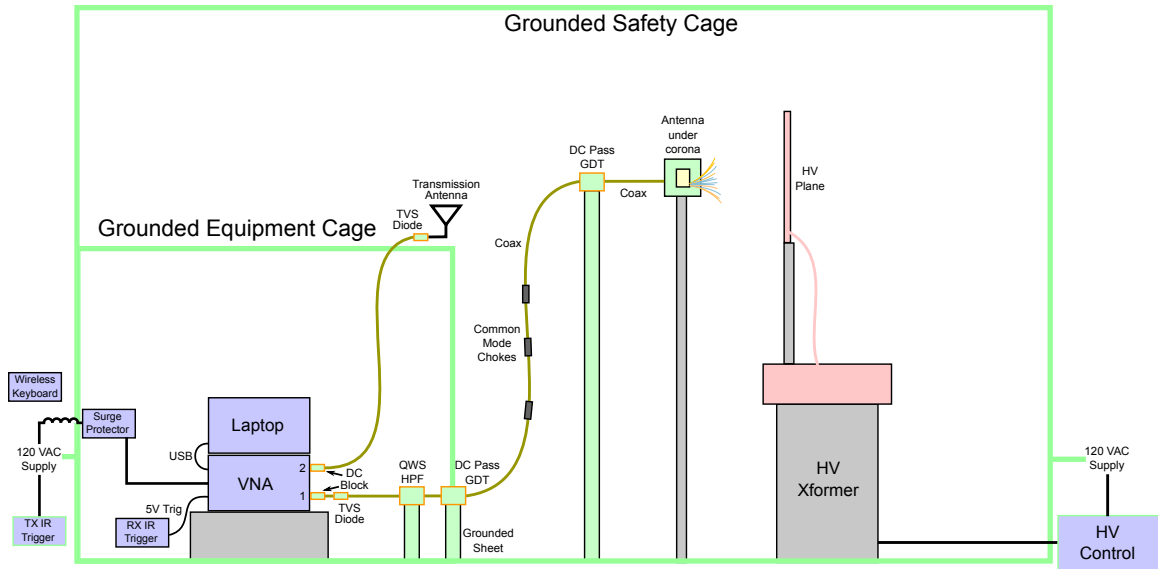 Grounded Safety Cage
Antenna
under
corona
DC Pass
GDT
Coax
HV
Plane
Transmission
Antenna
TVS
Diode
Grounded Equipment Cage
Coax
Common
Mode
Chokes
Wireless
Keyboard
Surge
Protector
120 VAC
Supply
Laptop
USB
VNA
2
1
DC
Block
TVS
Diode
QWS
HPF
DC Pass
GDT
5V Trig
TX IR
Trigger
RX IR
Trigger
Grounded
Sheet
HV
Xformer
120 VAC
Supply
HV
Control